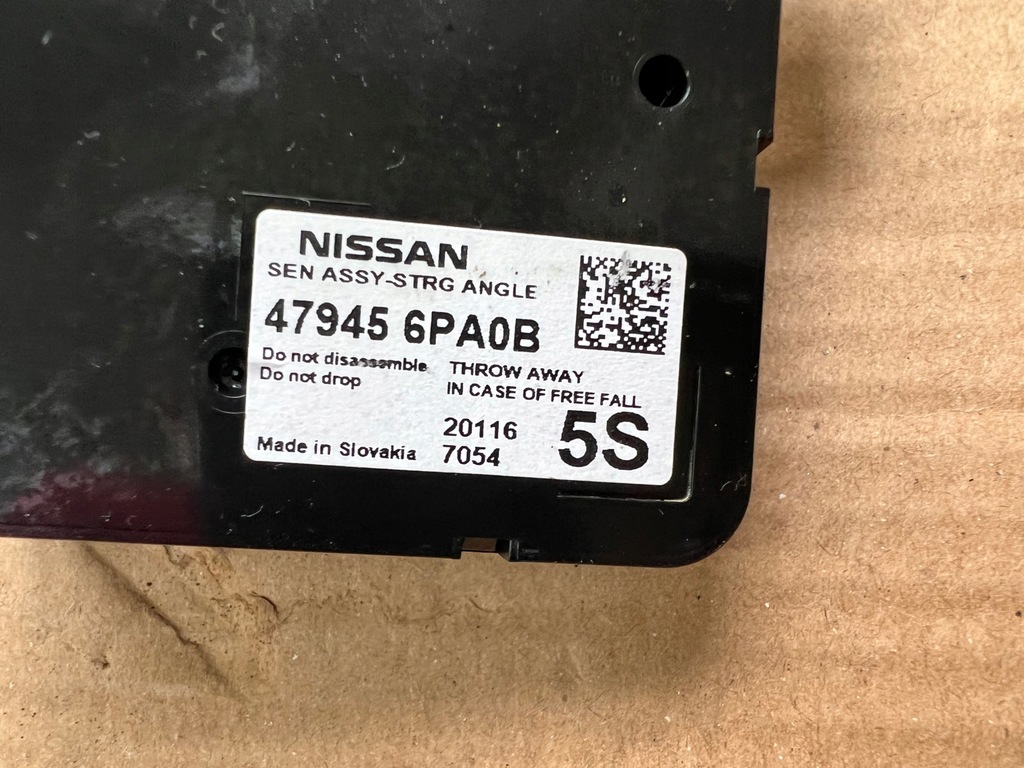 NISSAN
SEN ASSY-STRG ANGLE
47945 6PA0B
Do not disassemble
Do not drop
THROW AWAY
IN CASE OF FREE FALL
20116
7054
5S
Made in Slovakia